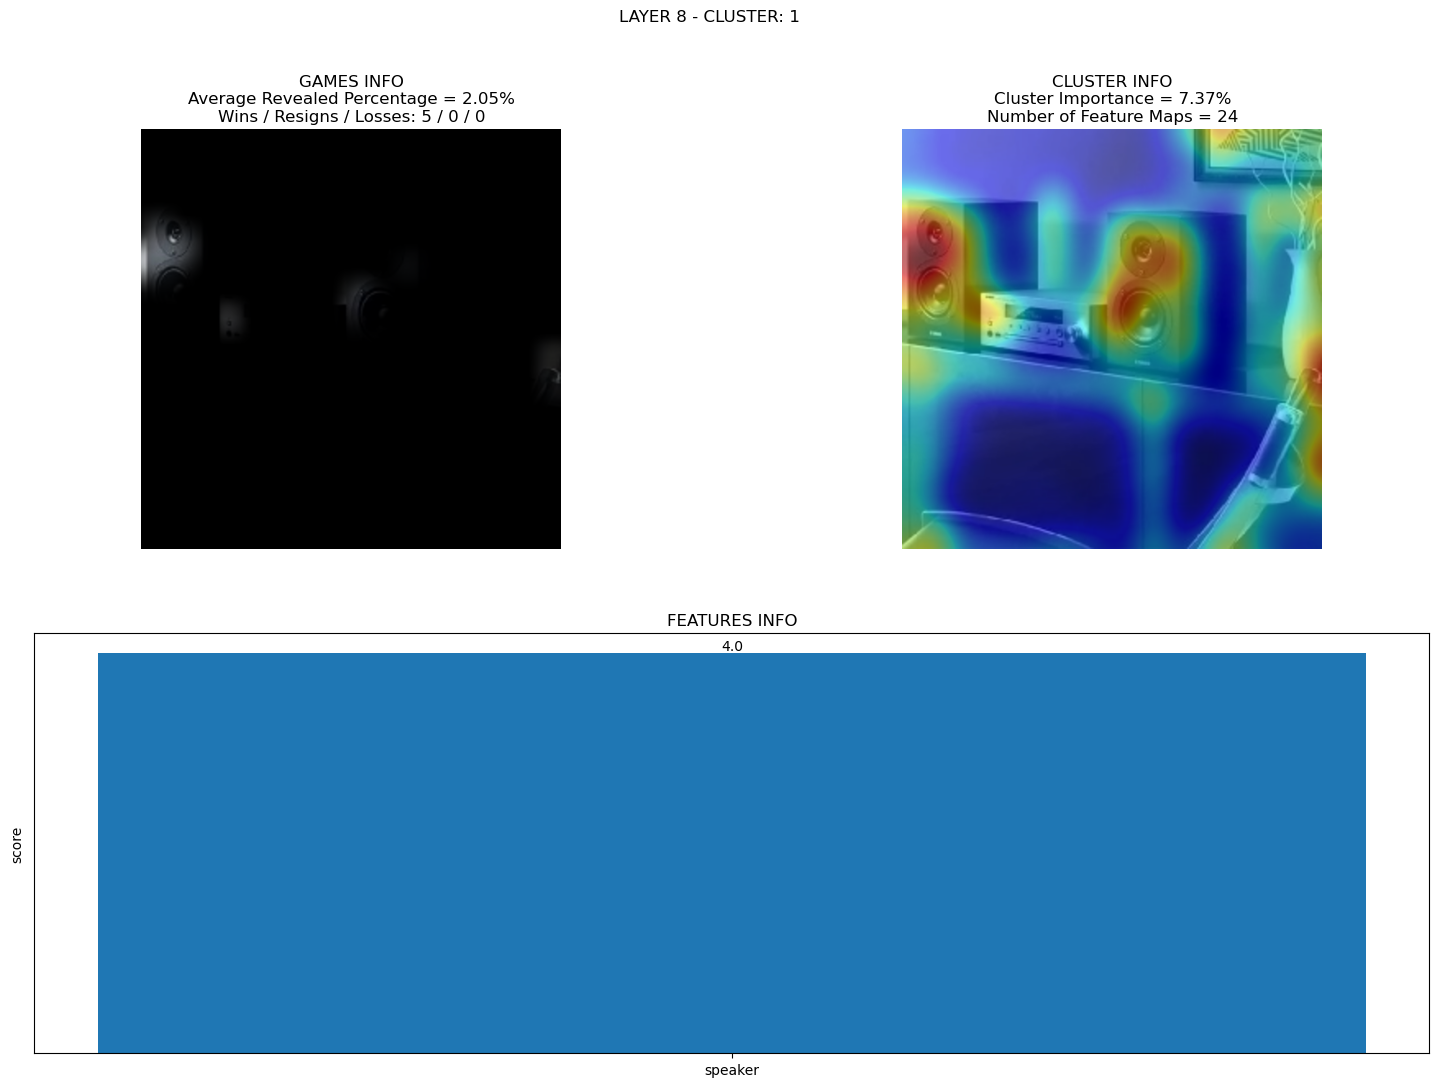 LAYER 8 - CLUSTER: 1
GAMES INFO
Average Revealed Percentage = 2.05%
Wins / Resigns / Losses: 5 / 0 / 0
CLUSTER INFO
Cluster Importance = 7.37%
Number of Feature Maps = 24
FEATURES INFO
4.0
score
speaker